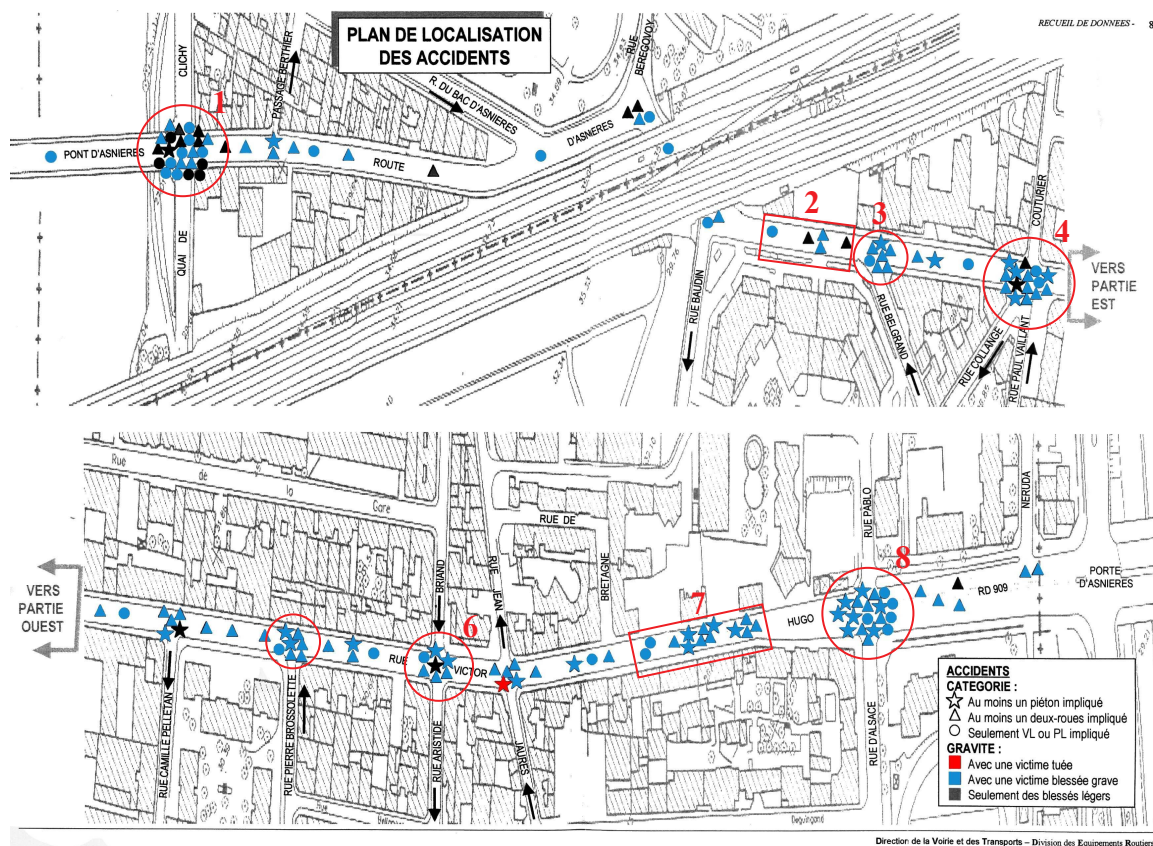 RECUEIL DE DONNEES - 8
PLAN DE LOCALISATION
DES ACCIDENTS
CLICHY
PASSAGE BERTHIER
R. DU BAC D'ASNIERES
RUE
BEREGOVOY
D'ASNIERES
1
PONT D'ASNIERES
ROUTE
QUAI DE
2
3
4
COUTURIER
VERS
PARTIE
EST
RUE BAUDIN
RUE BELGRAND
RUE COLLANGE
RUE PAUL VAILLANT
Rue
de
la
Gare
BRIAND
RUE DE
BRETAGNE
RUE JEAN
RUE PABLO
NERUDA
VERS
PARTIE
OUEST
6
7
8
PORTE
D'ASNIERES
RD 909
HUGO
RUE
VICTOR
RUE CAMILLE PELLETAN
RUE PIERRE BROSSOLETTE
RUE ARISTIDE
JAURES
RUE D'ALSACE
Deguingand
ACCIDENTS
CATEGORIE :
Au moins un piéton impliqué
Au moins un deux-roues impliqué
Seulement VL ou PL impliqué
GRAVITE :
Avec une victime tuée
Avec une victime blessée grave
Seulement des blessés légers
Direction de la Voirie et des Transports – Division des Equipements Routiers